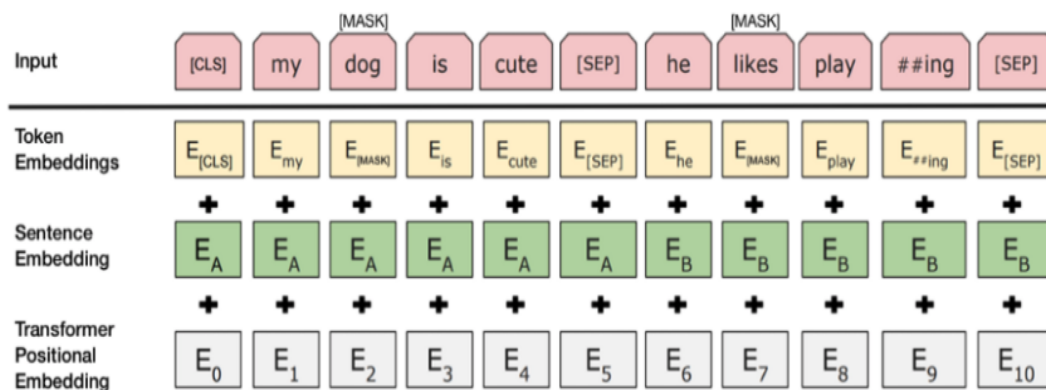 [MASK] [MASK]
Input [CLS] my dog is cute [SEP] he likes play ##ing [SEP]
Token
Embeddings
E[CLS] Emy E[MASK] Eis Ecute E[SEP] Ehe E[MASK] Eplay E##ing E[SEP]
+ + + + + + + + + + +
Sentence
Embedding
EA EA EA EA EA EA EB EB EB EB EB
+ + + + + + + + + + +
Transformer
Positional
Embedding
E0 E1 E2 E3 E4 E5 E6 E7 E8 E9 E10